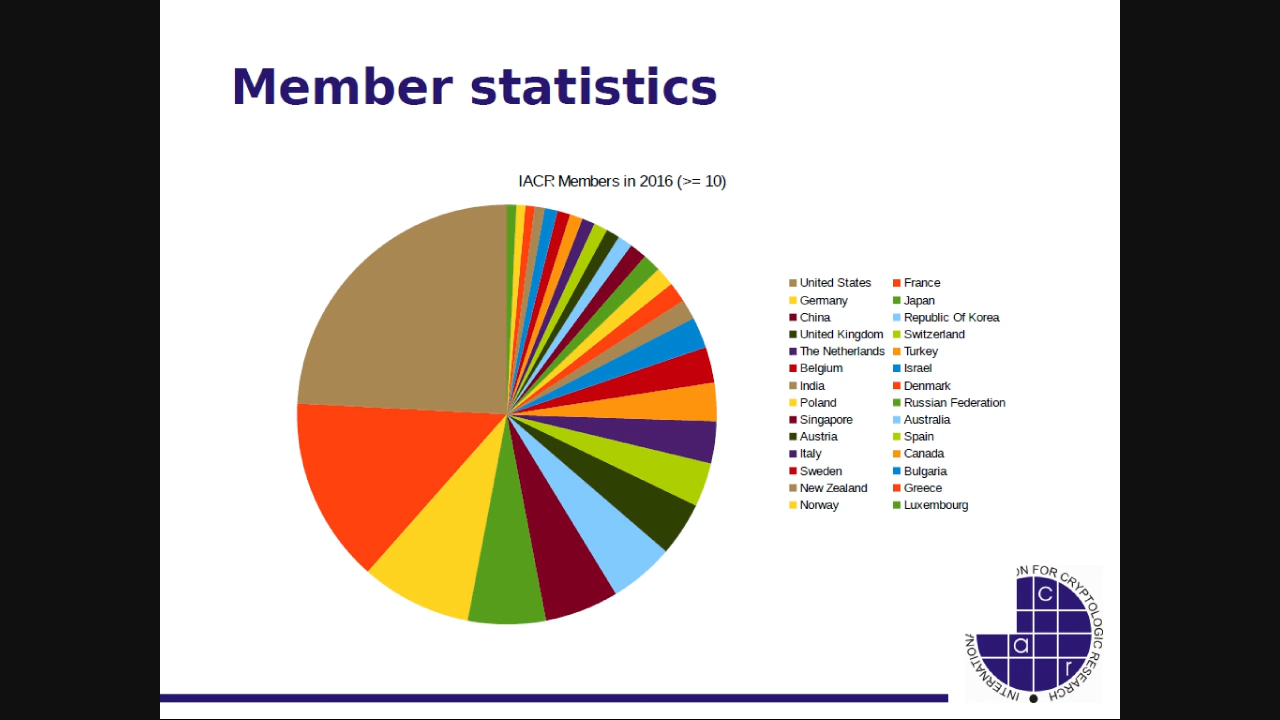 Member statistics
IACR Members in 2016 (>= 10)
United States France
Germany Japan
China Republic Of Korea
United Kingdom Switzerland
The Netherlands Turkey
Belgium Israel
India Denmark
Poland Russian Federation
Singapore Australia
Austria Spain
Italy Canada
Sweden Bulgaria
New Zealand Greece
Norway Luxembourg
INTERNATION
ON FOR CRYPTOLOGIC RESEARCH
c
a
r